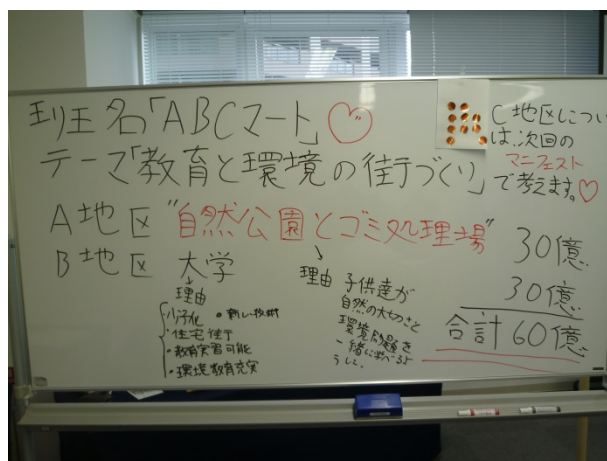 班名「ABCマート」♡
テーマ「教育と環境の街づくり」
C地区につい
ては次回の
マニフェスト
で考えます。♡
A地区 "自然公園とゴミ処理場" 30億
B地区 大学 30億
合計60億
理由
少子化 ・新しい技術
・住宅街
・教育実習可能
・環境教育充実
理由 子供達が
自然の大切さと
環境問題を
一緒に学べるよ
うに。